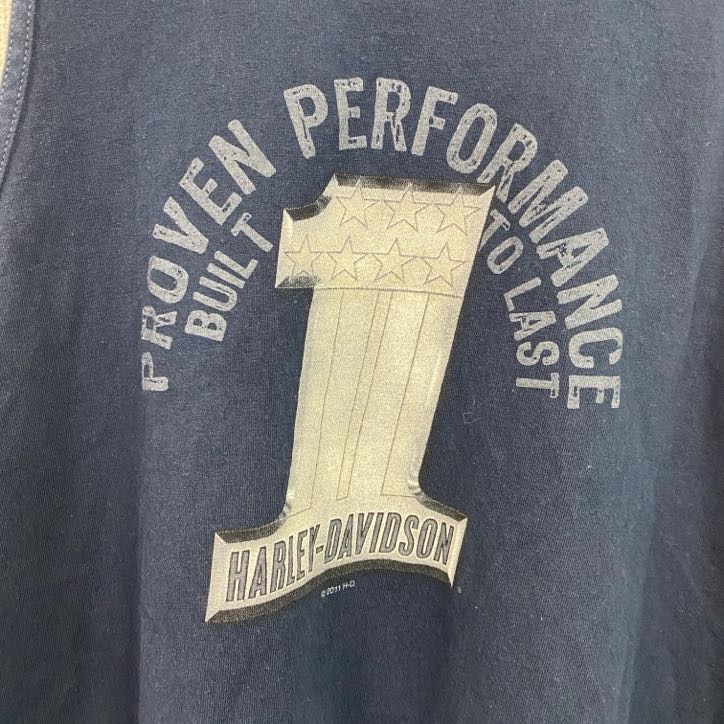 PROVEN PERFORMANCE
BUILT TO LAST
HARLEY-DAVIDSON
© 2011 H-D
®